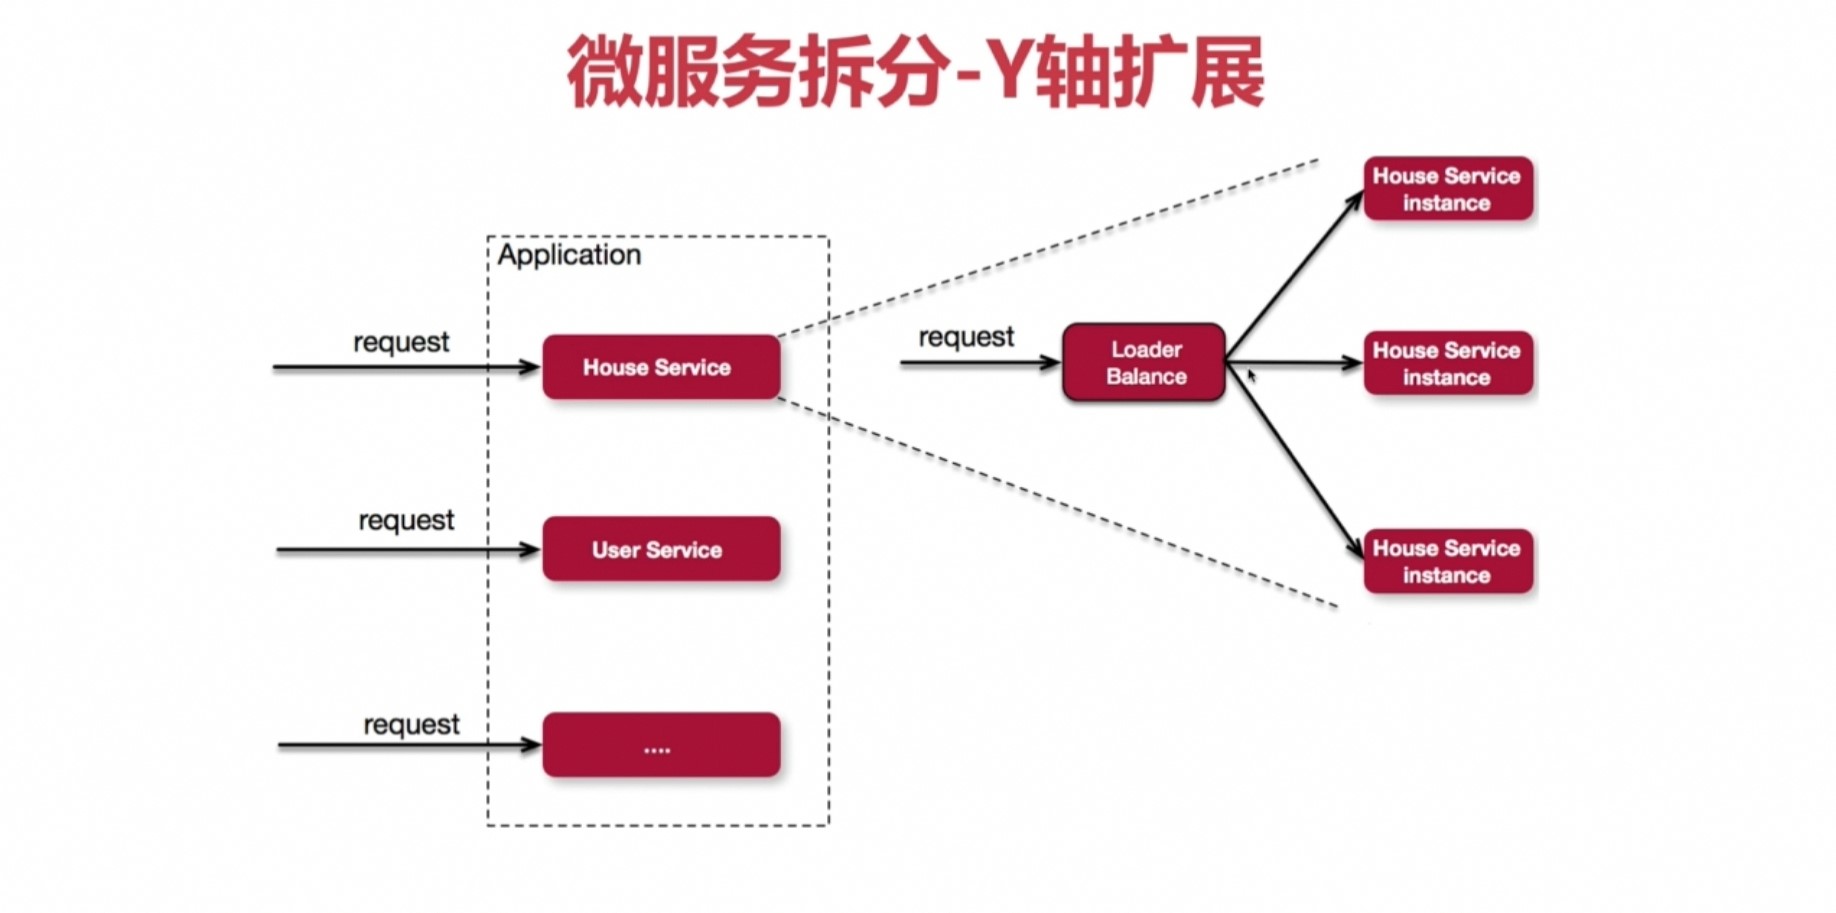 微服务拆分-Y轴扩展
Application
request
House Service
request
User Service
request
....
request
Loader
Balance
House Service
instance
House Service
instance
House Service
instance